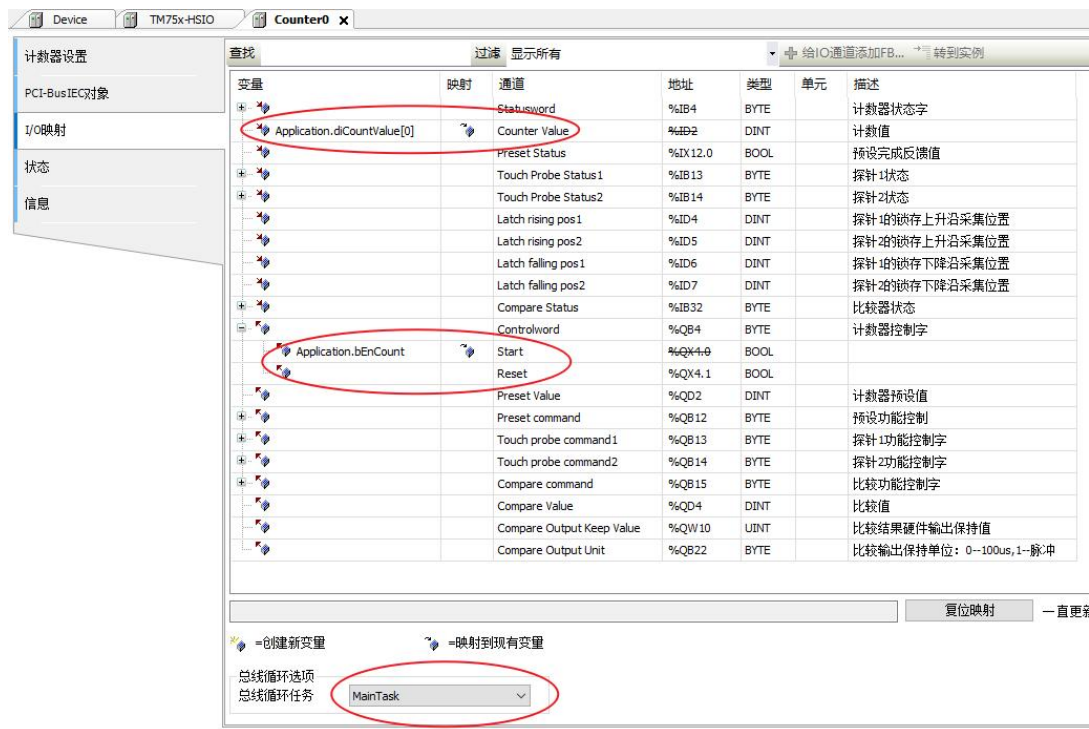 Device TM75x-HSIO Counter0 x
计数器设置
PCI-BusIEC对象
I/O映射
状态
信息
查找 过滤 显示所有 给IO通道添加FB... 转到实例
变量 映射 通道 地址 类型 单元 描述
Statusword %IB4 BYTE 计数器状态字
Application.diCountValue[0] Counter Value %ID2 DINT 计数值
Preset Status %IX12.0 BOOL 预设完成反馈值
Touch Probe Status1 %IB13 BYTE 探针1状态
Touch Probe Status2 %IB14 BYTE 探针2状态
Latch rising pos1 %ID4 DINT 探针1的锁存上升沿采集位置
Latch rising pos2 %ID5 DINT 探针2的锁存上升沿采集位置
Latch falling pos1 %ID6 DINT 探针1的锁存下降沿采集位置
Latch falling pos2 %ID7 DINT 探针2的锁存下降沿采集位置
Compare Status %IB32 BYTE 比较器状态
Controlword %QB4 BYTE 计数器控制字
Application.bEnCount Start %QX4.0 BOOL
Reset %QX4.1 BOOL
Preset Value %QD2 DINT 计数器预设值
Preset command %QB12 BYTE 预设功能控制
Touch probe command1 %QB13 BYTE 探针1功能控制字
Touch probe command2 %QB14 BYTE 探针2功能控制字
Compare command %QB15 BYTE 比较功能控制字
Compare Value %QD4 DINT 比较值
Compare Output Keep Value %QW10 UINT 比较结果硬件输出保持值
Compare Output Unit %QB22 BYTE 比较输出保持单位：0--100us,1--脉冲
复位映射 一直更新
=创建新变量 =映射到现有变量
总线循环选项
总线循环任务 MainTask